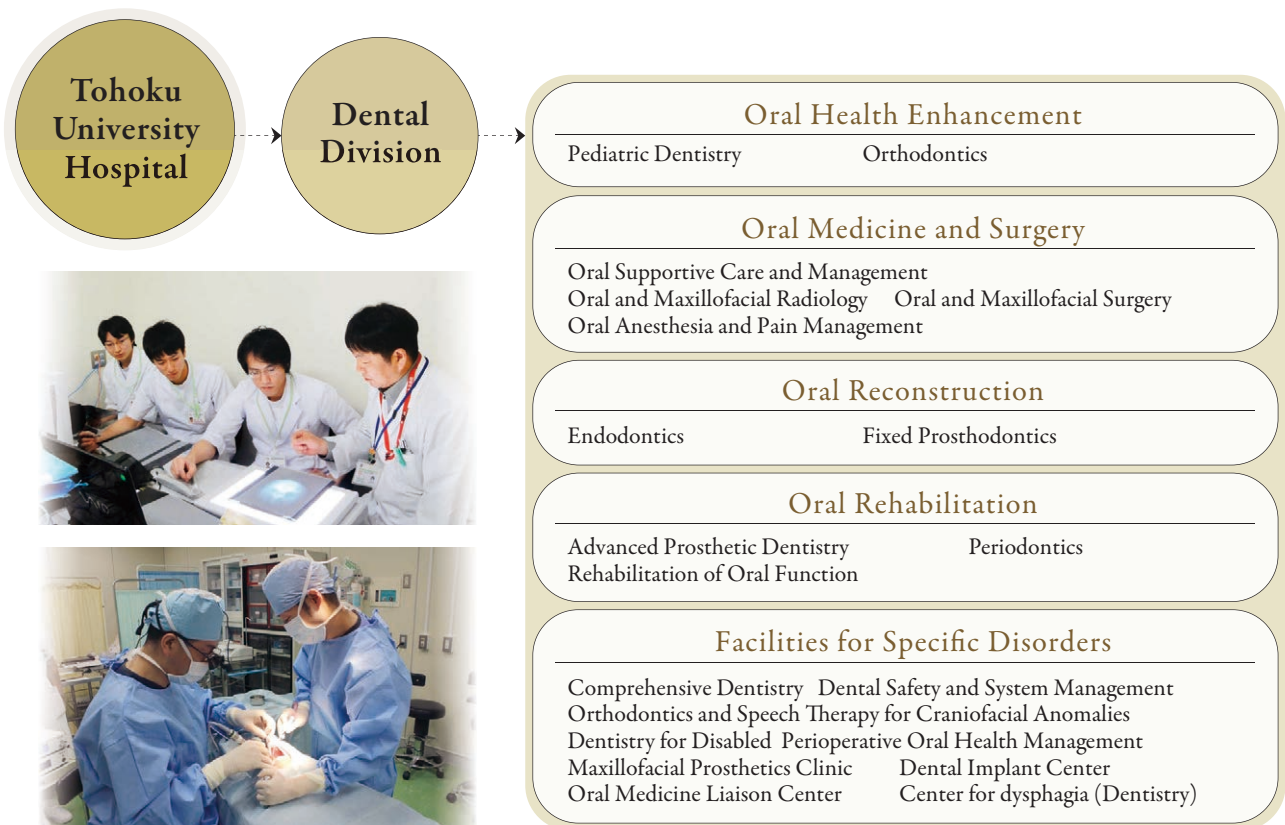 Tohoku
University
Hospital
Dental
Division
Oral Health Enhancement
Pediatric Dentistry Orthodontics
Oral Medicine and Surgery
Oral Supportive Care and Management
Oral and Maxillofacial Radiology Oral and Maxillofacial Surgery
Oral Anesthesia and Pain Management
Oral Reconstruction
Endodontics Fixed Prosthodontics
Oral Rehabilitation
Advanced Prosthetic Dentistry Periodontics
Rehabilitation of Oral Function
Facilities for Specific Disorders
Comprehensive Dentistry Dental Safety and System Management
Orthodontics and Speech Therapy for Craniofacial Anomalies
Dentistry for Disabled Perioperative Oral Health Management
Maxillofacial Prosthetics Clinic Dental Implant Center
Oral Medicine Liaison Center Center for dysphagia (Dentistry)